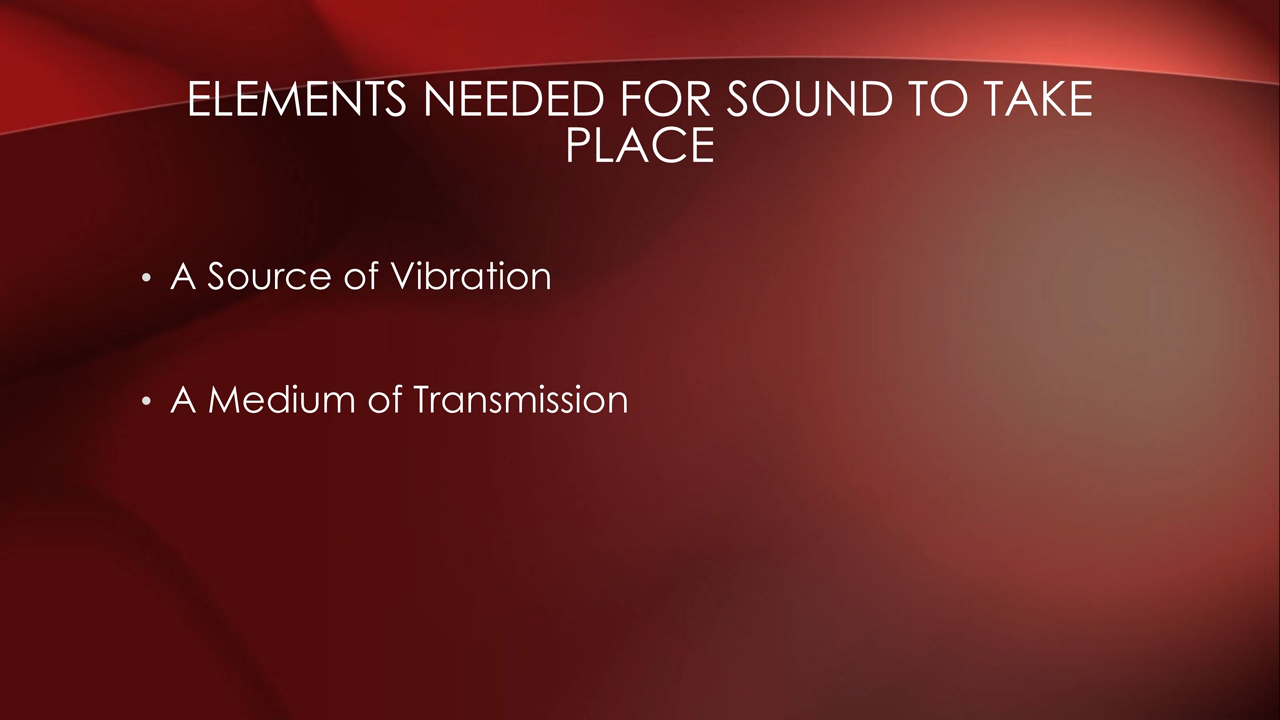 ELEMENTS NEEDED FOR SOUND TO TAKE
PLACE
• A Source of Vibration
• A Medium of Transmission